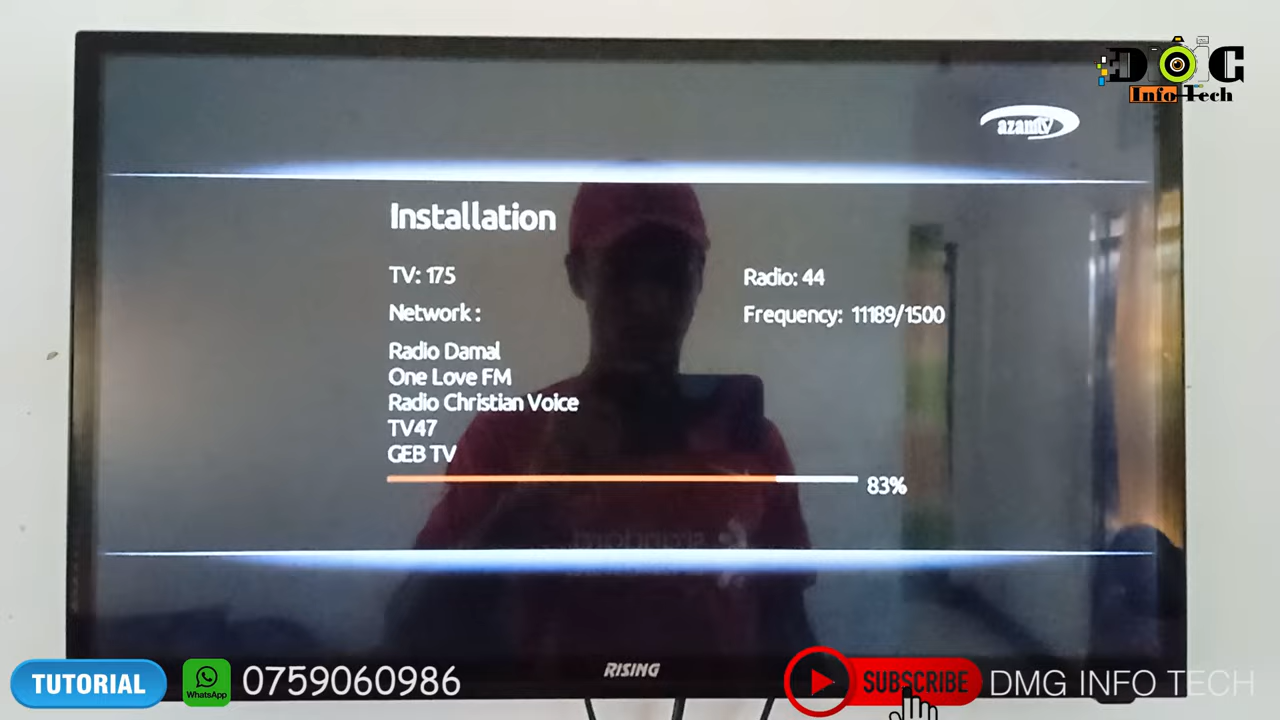 DMG
Info Tech
azamtv
Installation
TV: 175
Radio: 44
Network :
Frequency: 11189/1500
Radio Damal
One Love FM
Radio Christian Voice
TV47
GEB TV
83%
RISING
TUTORIAL
WhatsApp
0759060986
SUBSCRIBE
DMG INFO TECH